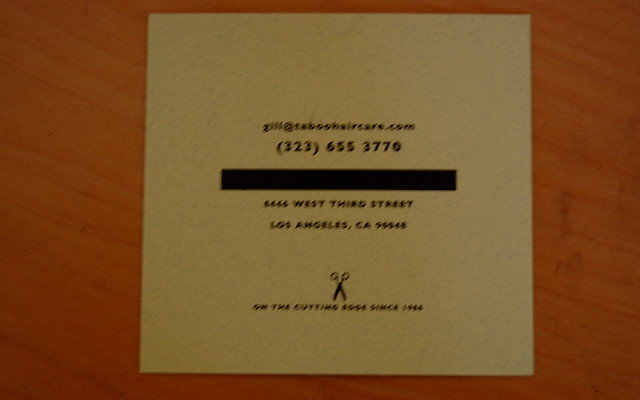 gill@taboohaircare.com
(323) 655 3770
WEST THIRD STREET
LOS ANGELES, CA 90048
ON THE CUTTING EDGE SINCE 1986